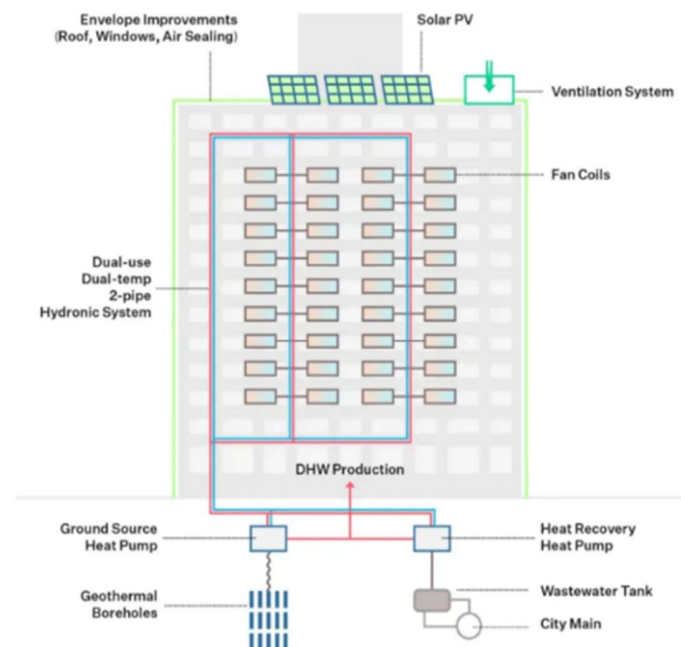 Envelope Improvements
(Roof, Windows, Air Sealing)
Solar PV
Ventilation System
Fan Coils
Dual-use
Dual-temp
2-pipe
Hydronic System
DHW Production
Ground Source
Heat Pump
Heat Recovery
Heat Pump
Geothermal
Boreholes
Wastewater Tank
City Main